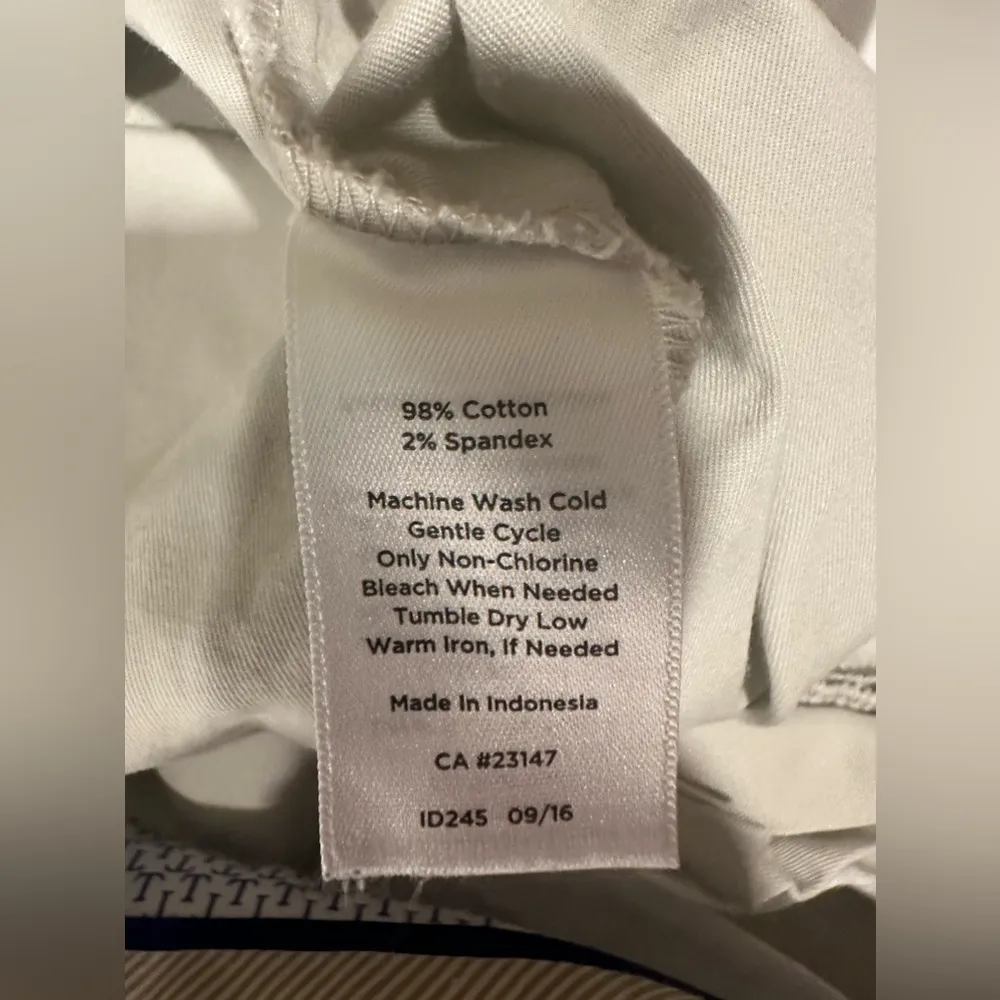 98% Cotton
2% Spandex
Machine Wash Cold
Gentle Cycle
Only Non-Chlorine
Bleach When Needed
Tumble Dry Low
Warm Iron, If Needed
Made In Indonesia
CA #23147
ID245 09/16